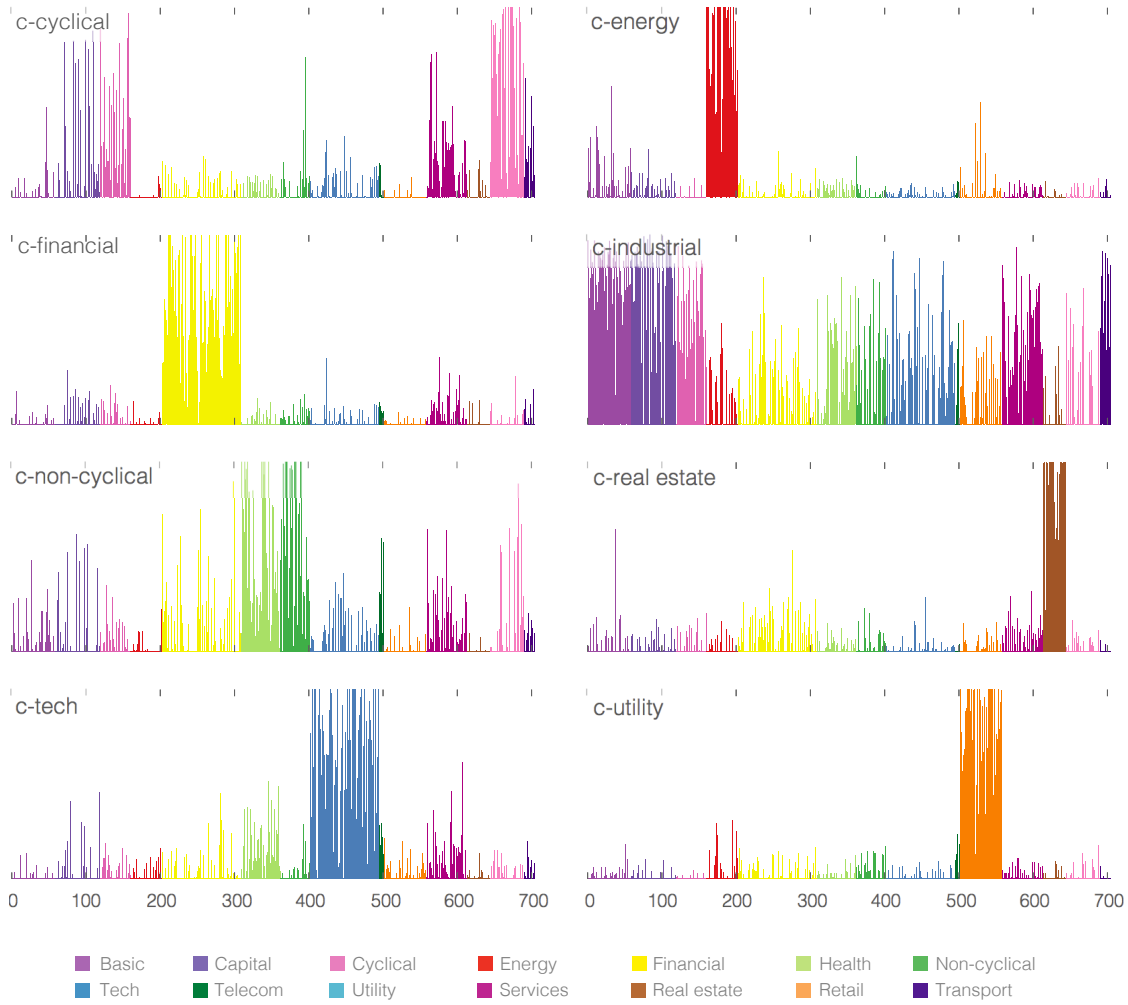 c-cyclical c-energy
c-financial c-industrial
c-non-cyclical c-real estate
c-tech c-utility
0 100 200 300 400 500 600 700 0 100 200 300 400 500 600 700
Basic Capital Cyclical Energy Financial Health Non-cyclical
Tech Telecom Utility Services Real estate Retail Transport